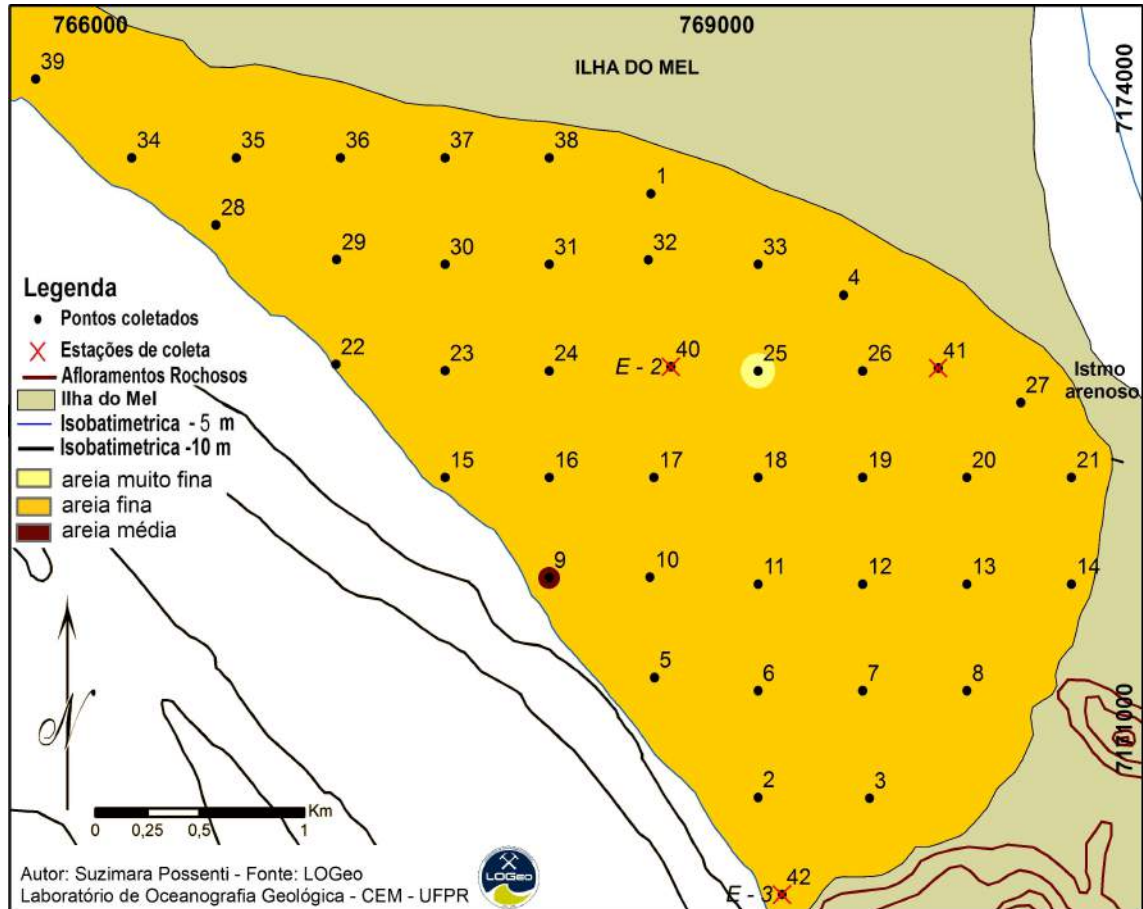 766000
769000
39
ILHA DO MEL
7174000
34
35
36
37
38
1
28
29
30
31
32
33
4
Legenda
Pontos coletados
Estações de coleta
Afloramentos Rochosos
Ilha do Mel
Isobatimetrica - 5 m
Isobatimetrica -10 m
areia muito fina
areia fina
areia média
22
23
24
E - 2
40
25
26
41
Istmo
arenoso
27
15
16
17
18
19
20
21
9
10
11
12
13
14
5
6
7
8
7171000
2
3
N
Km
0 0,25 0,5 1
E - 3
42
Autor: Suzimara Possenti - Fonte: LOGeo
Laboratório de Oceanografia Geológica - CEM - UFPR
LOGeo